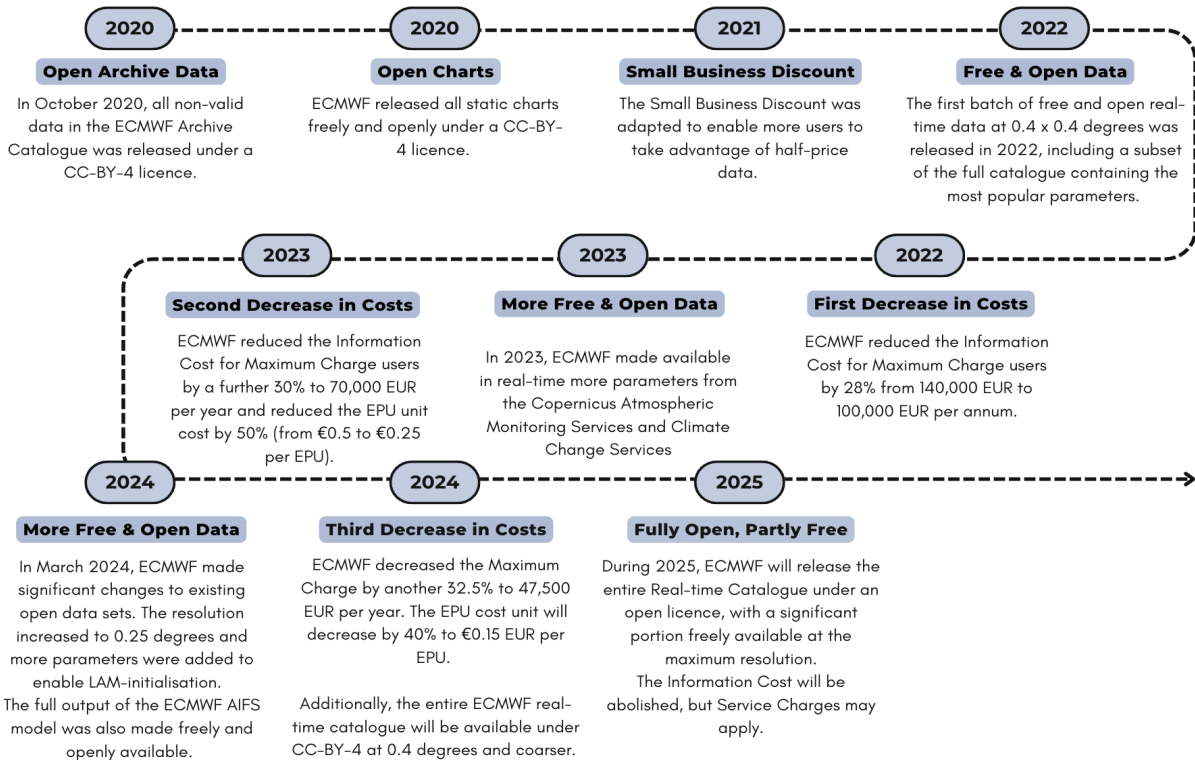 2020
Open Archive Data
In October 2020, all non-valid
data in the ECMWF Archive
Catalogue was released under a
CC-BY-4 licence.
2020
Open Charts
ECMWF released all static charts
freely and openly under a CC-BY-
4 licence.
2021
Small Business Discount
The Small Business Discount was
adapted to enable more users to
take advantage of half-price
data.
2022
Free & Open Data
The first batch of free and open real-
time data at 0.4 x 0.4 degrees was
released in 2022, including a subset
of the full catalogue containing the
most popular parameters.
2022
First Decrease in Costs
ECMWF reduced the Information
Cost for Maximum Charge users
by 28% from 140,000 EUR to
100,000 EUR per annum.
2023
More Free & Open Data
In 2023, ECMWF made available
in real-time more parameters from
the Copernicus Atmospheric
Monitoring Services and Climate
Change Services
2023
Second Decrease in Costs
ECMWF reduced the Information
Cost for Maximum Charge users
by a further 30% to 70,000 EUR
per year and reduced the EPU unit
cost by 50% (from €0.5 to €0.25
per EPU).
2024
More Free & Open Data
In March 2024, ECMWF made
significant changes to existing
open data sets. The resolution
increased to 0.25 degrees and
more parameters were added to
enable LAM-initialisation.
The full output of the ECMWF AIFS
model was also made freely and
openly available.
2024
Third Decrease in Costs
ECMWF decreased the Maximum
Charge by another 32.5% to 47,500
EUR per year. The EPU cost unit will
decrease by 40% to €0.15 EUR per
EPU.
Additionally, the entire ECMWF real-
time catalogue will be available under
CC-BY-4 at 0.4 degrees and coarser.
2025
Fully Open, Partly Free
During 2025, ECMWF will release the
entire Real-time Catalogue under an
open licence, with a significant
portion freely available at the
maximum resolution.
The Information Cost will be
abolished, but Service Charges may
apply.